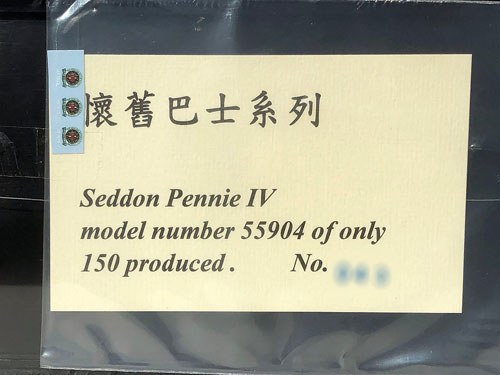 懷舊巴士系列
Seddon Pennie IV
model number 55904 of only
150 produced . No.